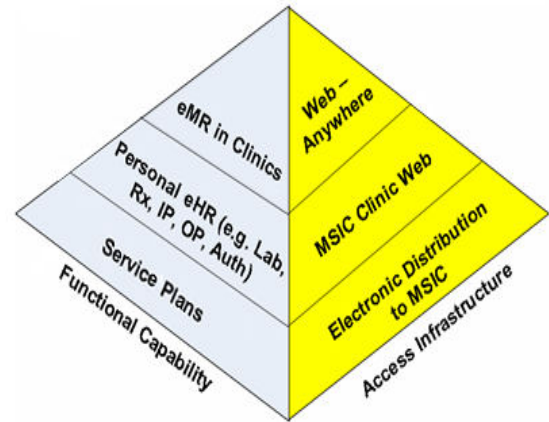 eMR in Clinics
Personal eHR (e.g. Lab,
Rx, IP, OP, Auth)
Service Plans
Functional Capability
Web –
Anywhere
MSIC Clinic Web
Electronic Distribution
to MSIC
Access Infrastructure